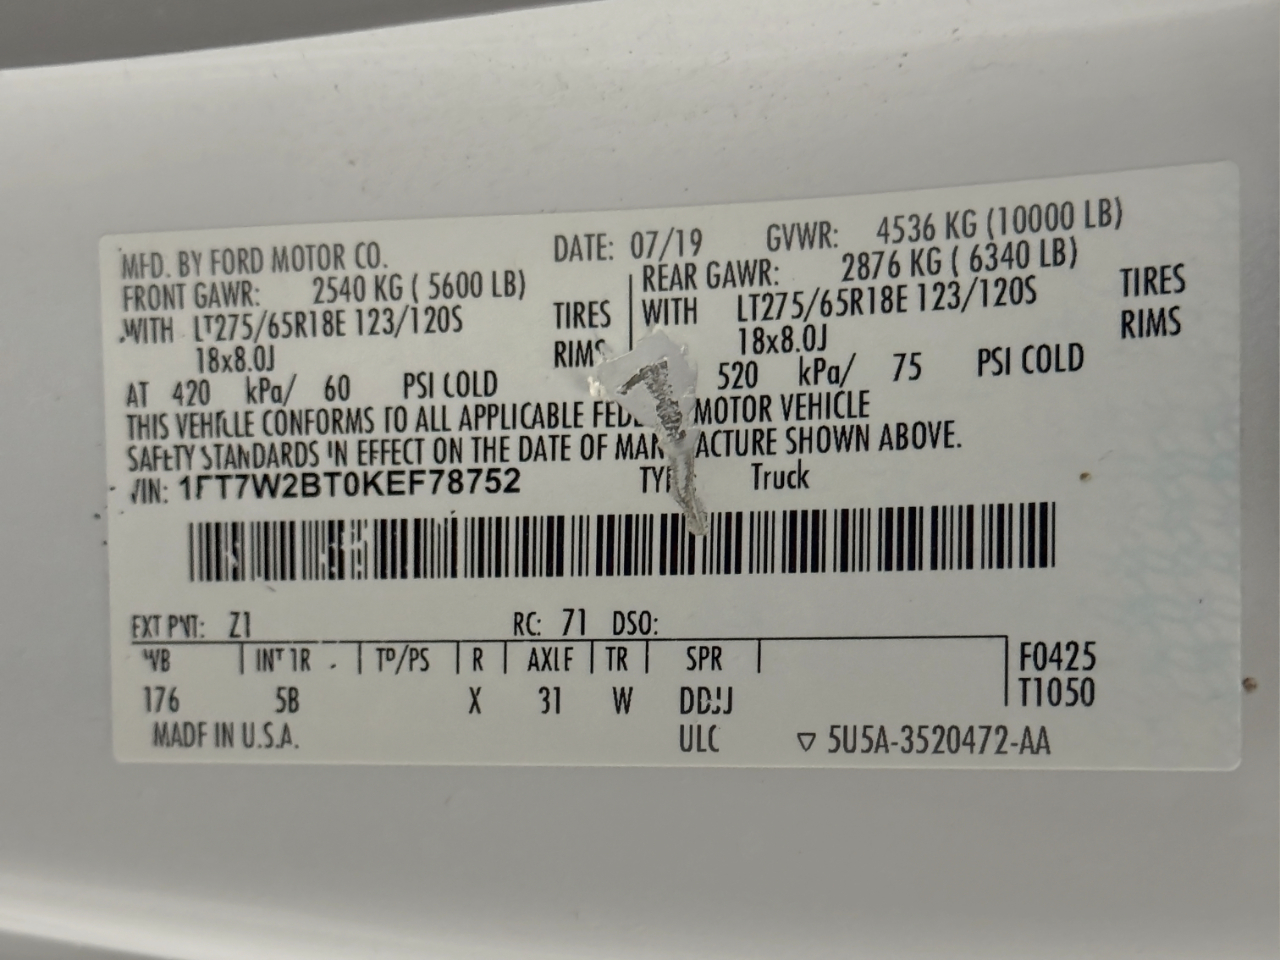 MFD. BY FORD MOTOR CO. DATE: 07/19 GVWR: 4536 KG (10000 LB)
FRONT GAWR: 2540 KG ( 5600 LB) REAR GAWR: 2876 KG ( 6340 LB)
WITH LT275/65R18E 123/120S TIRES WITH LT275/65R18E 123/120S TIRES
18x8.0J RIMS 18x8.0J RIMS
AT 420 kPa/ 60 PSI COLD 520 kPa/ 75 PSI COLD
THIS VEHICLE CONFORMS TO ALL APPLICABLE MOTOR VEHICLE
SAFETY STANDARDS IN EFFECT ON THE DATE OF MANUFACTURE SHOWN ABOVE.
VIN: 1FT7W2BT0KEF78752 TYPE Truck
EXT PNT: Z1 RC: 71 DSO:
WB INT TR TP/PS R AXLE TR SPR F0425
176 5B X 31 W DDJJ T1050
MADE IN U.S.A. ULC ▽ 5U5A-3520472-AA